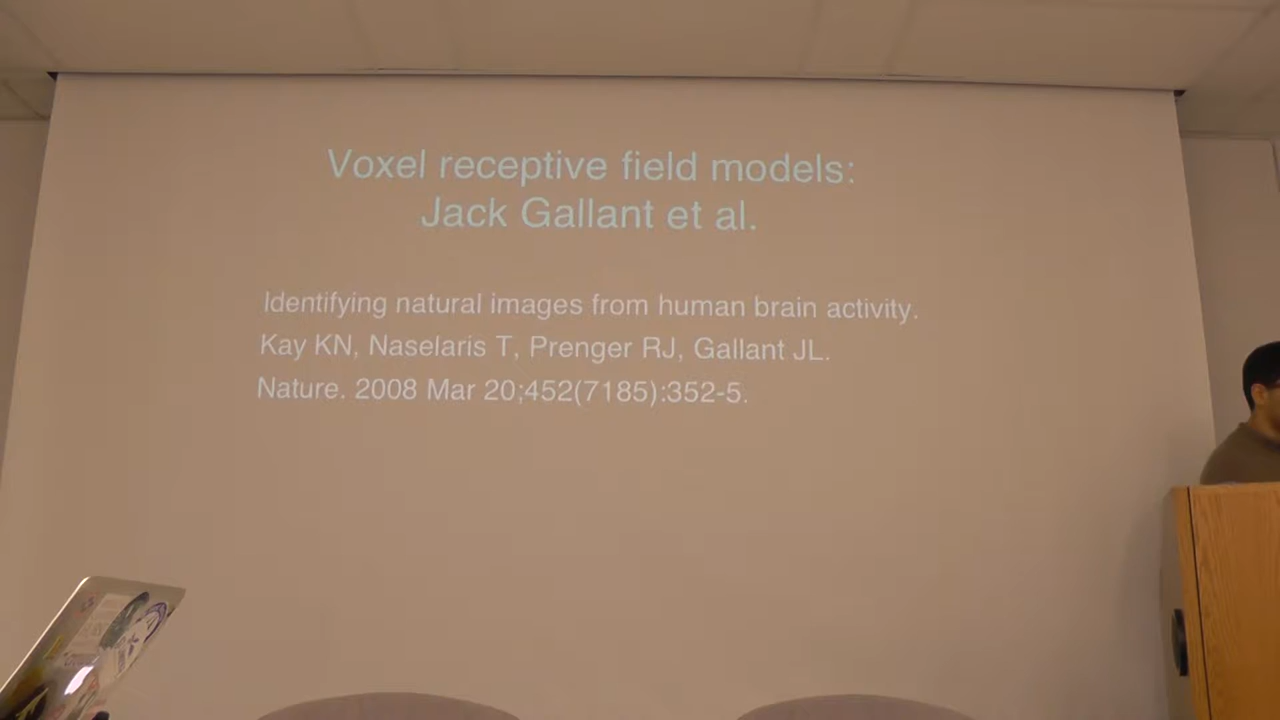 Voxel receptive field models:
Jack Gallant et al.
Identifying natural images from human brain activity.
Kay KN, Naselaris T, Prenger RJ, Gallant JL.
Nature. 2008 Mar 20;452(7185):352-5.